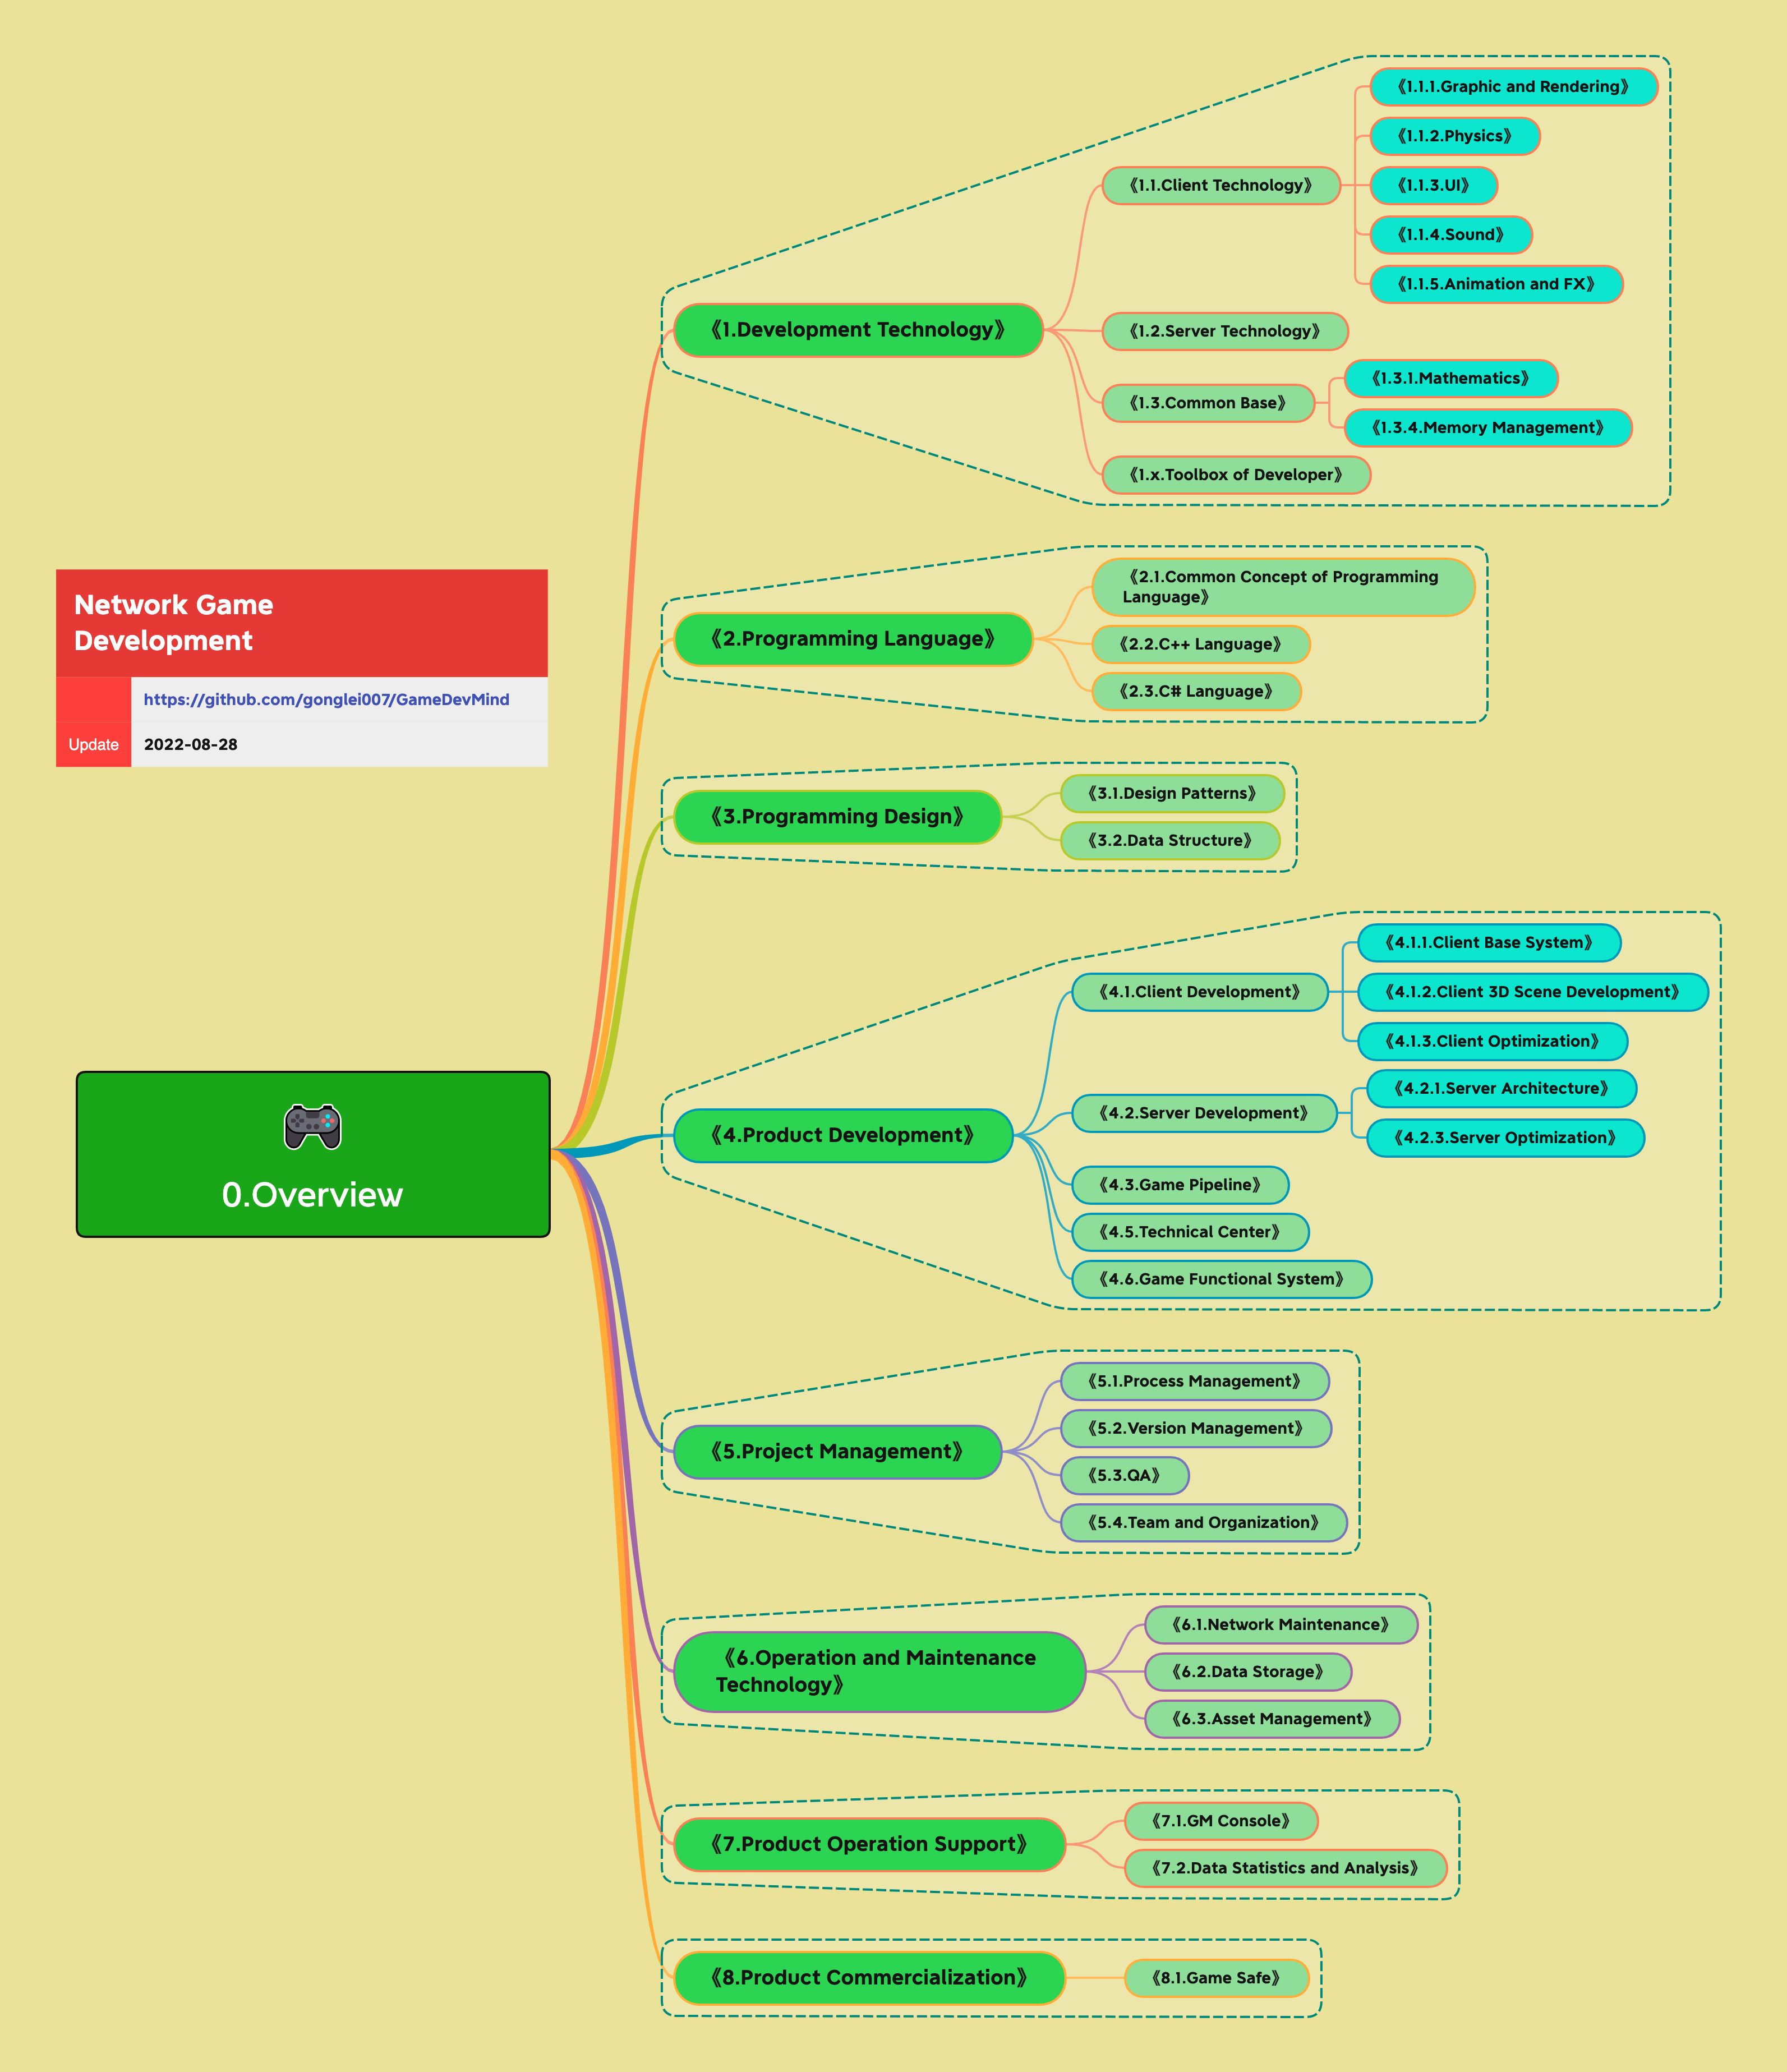 Network Game
Development
https://github.com/gonglei007/GameDevMind
Update 2022-08-28
0.Overview
《1.Development Technology》
《1.1.Client Technology》
《1.1.1.Graphic and Rendering》
《1.1.2.Physics》
《1.1.3.UI》
《1.1.4.Sound》
《1.1.5.Animation and FX》
《1.2.Server Technology》
《1.3.Common Base》
《1.3.1.Mathematics》
《1.3.4.Memory Management》
《1.x.Toolbox of Developer》
《2.Programming Language》
《2.1.Common Concept of Programming
Language》
《2.2.C++ Language》
《2.3.C# Language》
《3.Programming Design》
《3.1.Design Patterns》
《3.2.Data Structure》
《4.Product Development》
《4.1.Client Development》
《4.1.1.Client Base System》
《4.1.2.Client 3D Scene Development》
《4.1.3.Client Optimization》
《4.2.Server Development》
《4.2.1.Server Architecture》
《4.2.3.Server Optimization》
《4.3.Game Pipeline》
《4.5.Technical Center》
《4.6.Game Functional System》
《5.Project Management》
《5.1.Process Management》
《5.2.Version Management》
《5.3.QA》
《5.4.Team and Organization》
《6.Operation and Maintenance
Technology》
《6.1.Network Maintenance》
《6.2.Data Storage》
《6.3.Asset Management》
《7.Product Operation Support》
《7.1.GM Console》
《7.2.Data Statistics and Analysis》
《8.Product Commercialization》
《8.1.Game Safe》